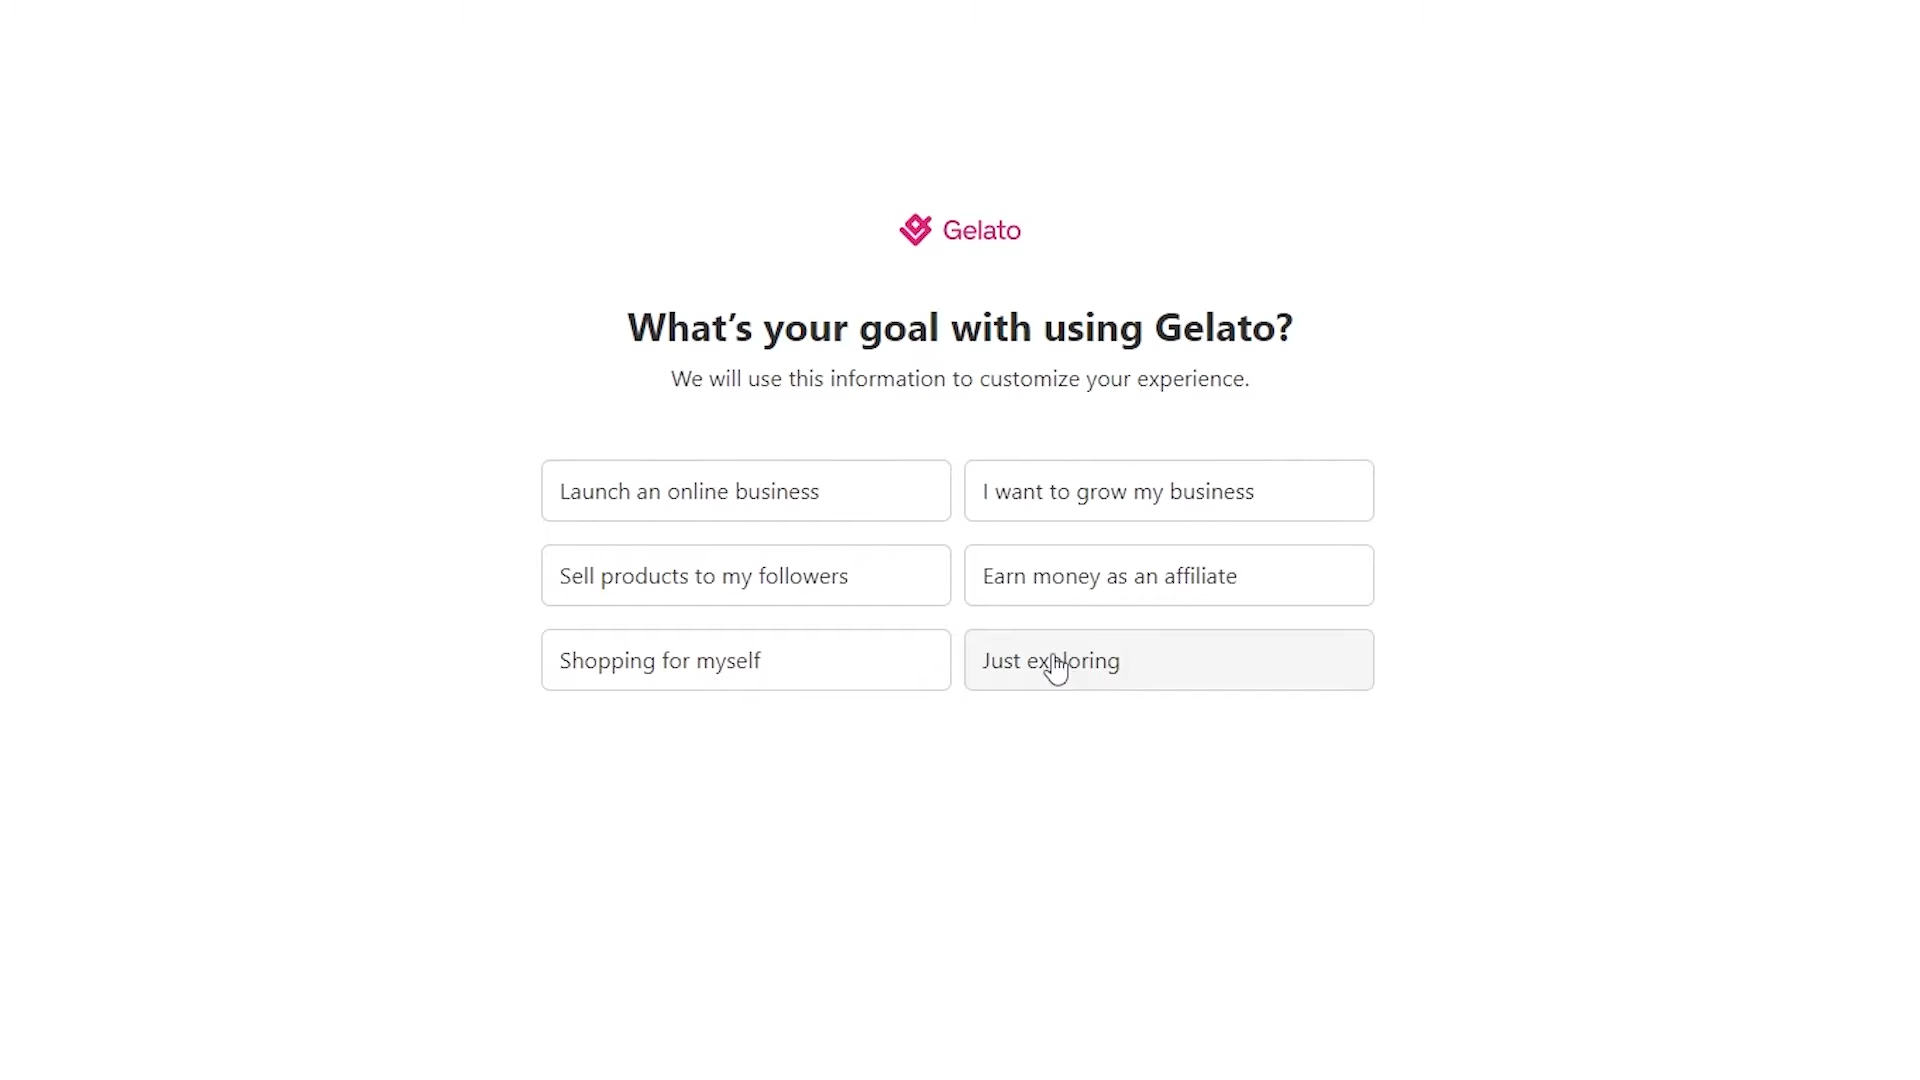 Gelato
What's your goal with using Gelato?
We will use this information to customize your experience.
Launch an online business
I want to grow my business
Sell products to my followers
Earn money as an affiliate
Shopping for myself
Just exploring